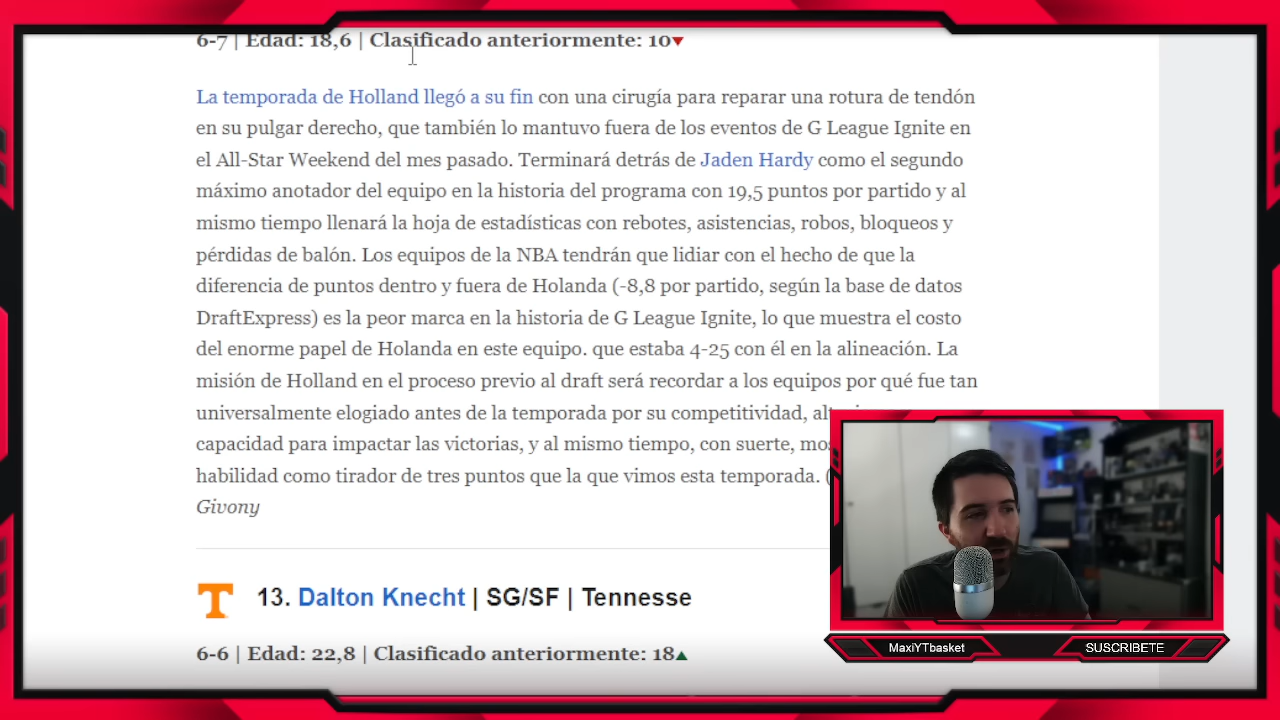 6-7 | Edad: 18,6 | Clasificado anteriormente: 10
La temporada de Holland llegó a su fin con una cirugía para reparar una rotura de tendón
en su pulgar derecho, que también lo mantuvo fuera de los eventos de G League Ignite en
el All-Star Weekend del mes pasado. Terminará detrás de Jaden Hardy como el segundo
máximo anotador del equipo en la historia del programa con 19,5 puntos por partido y al
mismo tiempo llenará la hoja de estadísticas con rebotes, asistencias, robos, bloqueos y
pérdidas de balón. Los equipos de la NBA tendrán que lidiar con el hecho de que la
diferencia de puntos dentro y fuera de Holanda (-8,8 por partido, según la base de datos
DraftExpress) es la peor marca en la historia de G League Ignite, lo que muestra el costo
del enorme papel de Holanda en este equipo. que estaba 4-25 con él en la alineación. La
misión de Holland en el proceso previo al draft será recordar a los equipos por qué fue tan
universalmente elogiado antes de la temporada por su competitividad,
capacidad para impactar las victorias, y al mismo tiempo, con suerte,
habilidad como tirador de tres puntos que la que vimos esta temporada. (
Givony
T 13. Dalton Knecht | SG/SF | Tennesse
6-6 | Edad: 22,8 | Clasificado anteriormente: 18
MaxiYTbasket
SUSCRIBETE